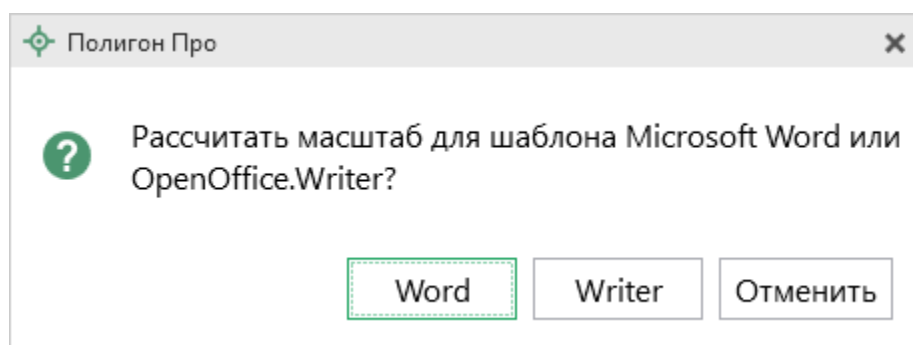 Полигон Про
Рассчитать масштаб для шаблона Microsoft Word или
OpenOffice.Writer?
Word Writer Отменить